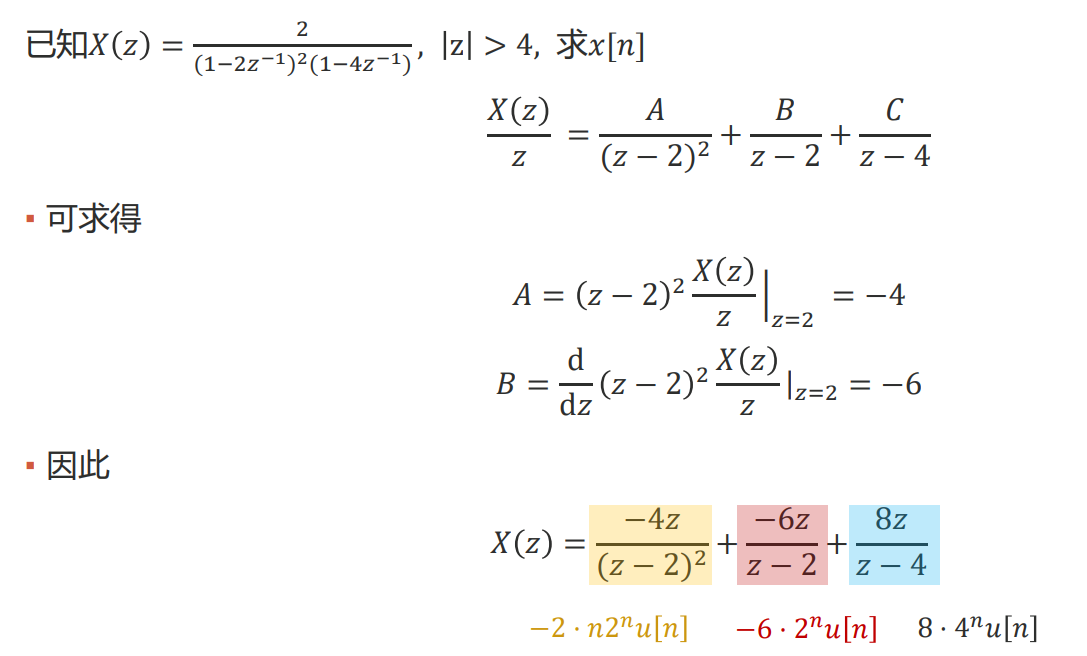 已知X(z) = 2/((1−2z⁻¹)²(1−4z⁻¹)), |z| > 4, 求x[n]
X(z)/z = A/(z − 2)² + B/(z − 2) + C/(z − 4)
▪ 可求得
A = (z − 2)² X(z)/z |z=2 = −4
B = d/dz (z − 2)² X(z)/z |z=2 = −6
▪ 因此
X(z) = −4z/(z − 2)² + −6z/(z − 2) + 8z/(z − 4)
−2 · n2ⁿu[n] −6 · 2ⁿu[n] 8 · 4ⁿu[n]